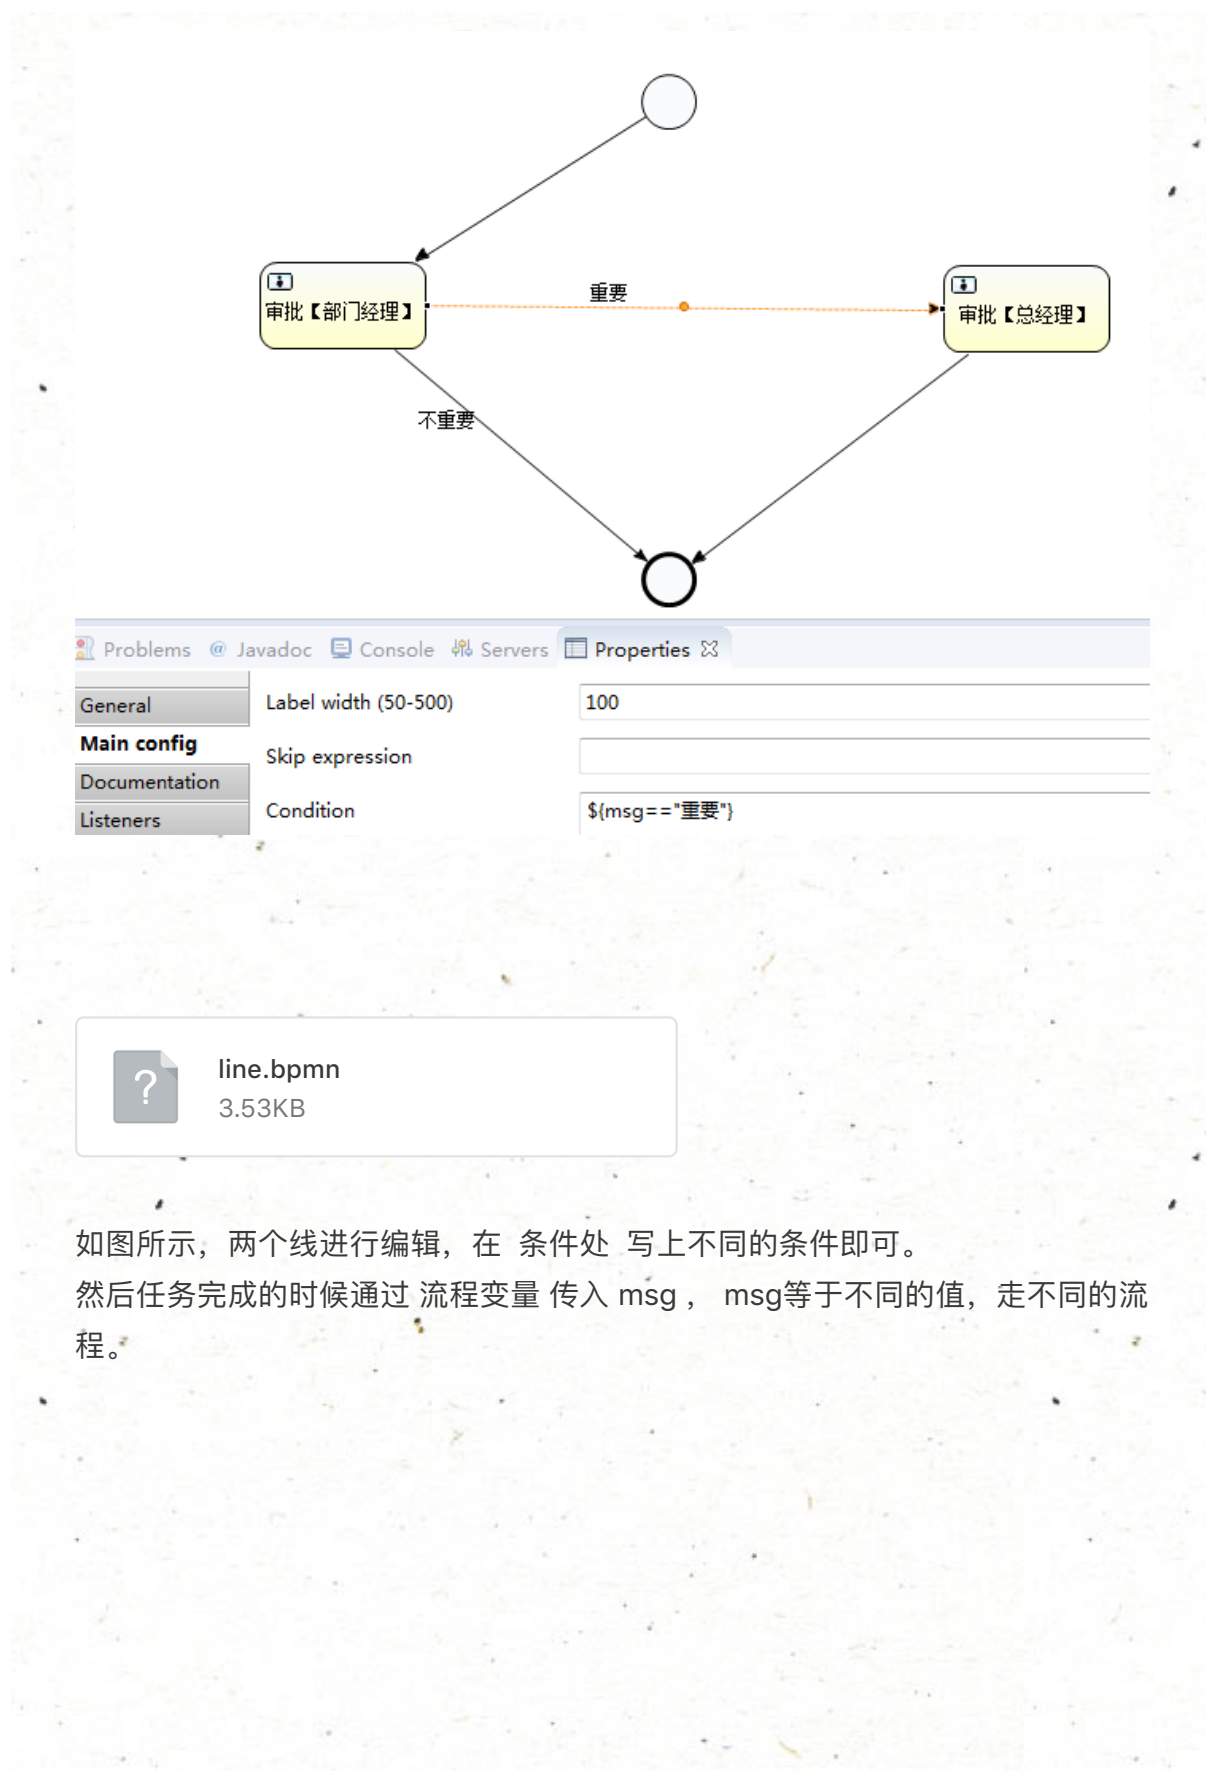 重要
审批【部门经理】
审批【总经理】
不重要
Problems @ Javadoc Console Servers Properties
General
Label width (50-500) 100
Main config
Skip expression
Documentation
Condition ${msg=="重要"}
Listeners
?
line.bpmn
3.53KB
如图所示，两个线进行编辑，在 条件处 写上不同的条件即可。
然后任务完成的时候通过 流程变量 传入 msg ， msg等于不同的值，走不同的流
程。